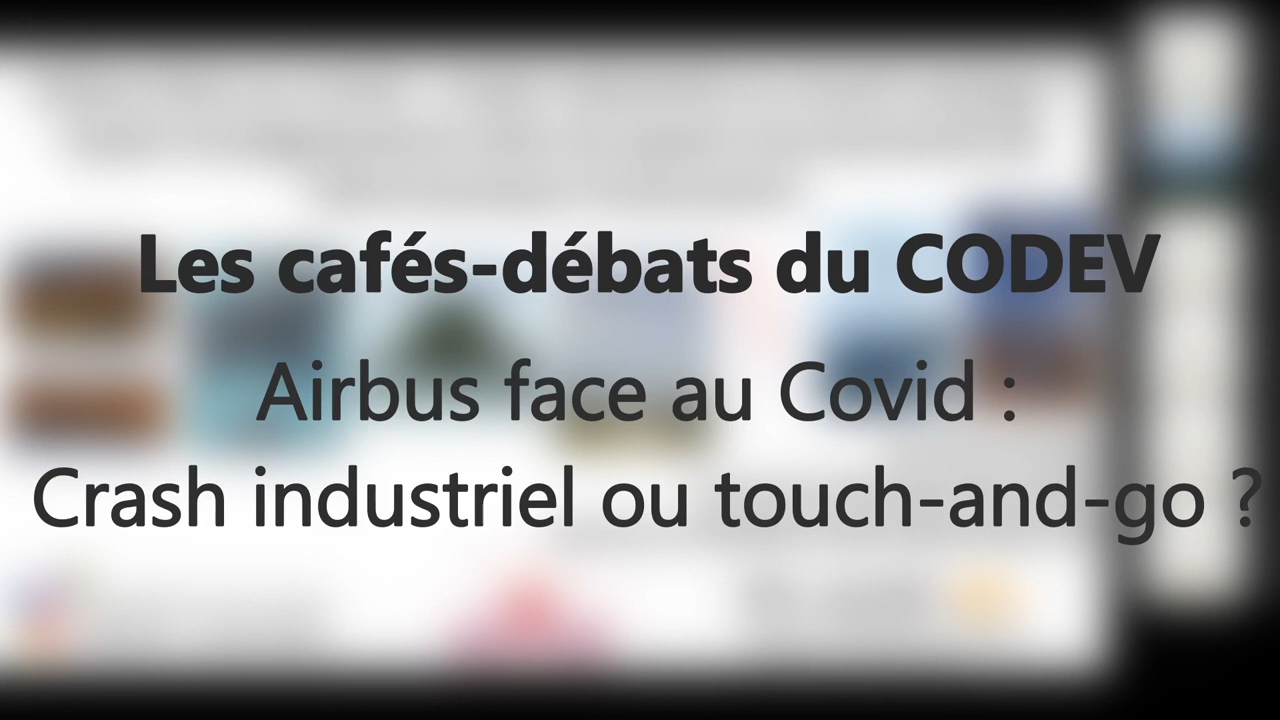 Les cafés-débats du CODEV
Airbus face au Covid :
Crash industriel ou touch-and-go ?